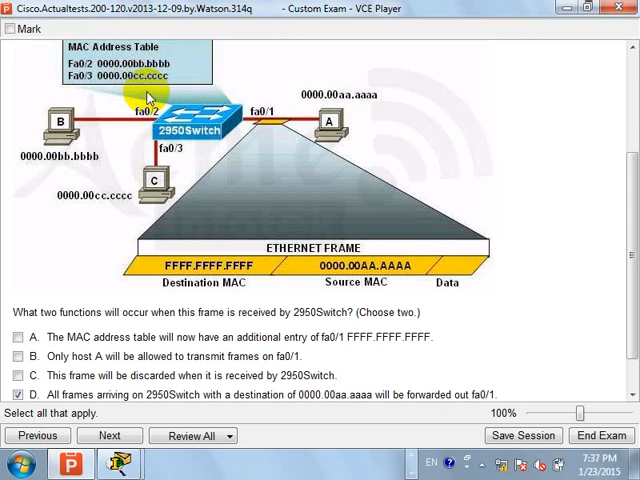 Cisco.Actualtests.200-120.v2013-12-09.by.Watson.314q - Custom Exam - VCE Player
Mark
MAC Address Table
Fa0/2 0000.00bb.bbbb
Fa0/3 0000.00cc.cccc
0000.00aa.aaaa
fa0/2
fa0/1
B
2950Switch
A
fa0/3
0000.00bb.bbbb
C
0000.00cc.cccc
ETHERNET FRAME
FFFF.FFFF.FFFF 0000.00AA.AAAA
Destination MAC Source MAC Data
What two functions will occur when this frame is received by 2950Switch? (Choose two.)
A. The MAC address table will now have an additional entry of fa0/1 FFFF.FFFF.FFFF.
B. Only host A will be allowed to transmit frames on fa0/1.
C. This frame will be discarded when it is received by 2950Switch.
D. All frames arriving on 2950Switch with a destination of 0000.00aa.aaaa will be forwarded out fa0/1.
Select all that apply. 100%
Previous Next Review All Save Session End Exam
EN 7:37 PM
1/23/2015